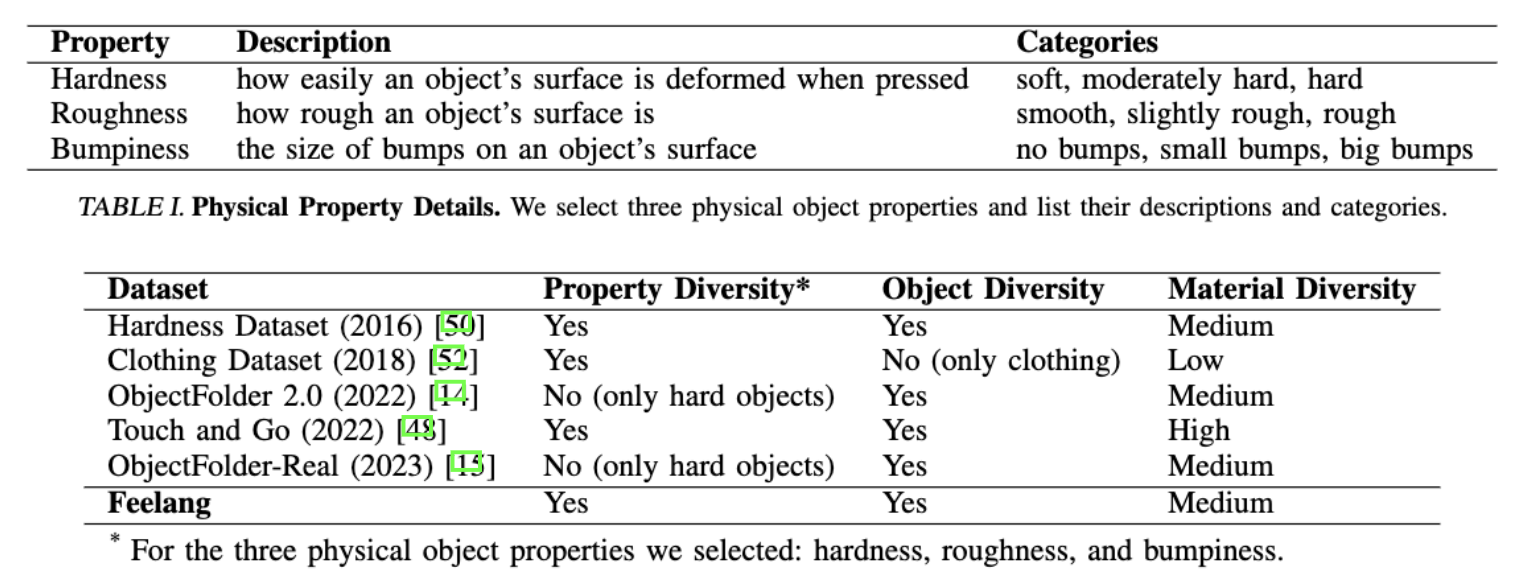 Property Description Categories
Hardness how easily an object's surface is deformed when pressed soft, moderately hard, hard
Roughness how rough an object's surface is smooth, slightly rough, rough
Bumpiness the size of bumps on an object's surface no bumps, small bumps, big bumps
TABLE I. Physical Property Details. We select three physical object properties and list their descriptions and categories.
Dataset Property Diversity* Object Diversity Material Diversity
Hardness Dataset (2016) [50] Yes Yes Medium
Clothing Dataset (2018) [52] Yes No (only clothing) Low
ObjectFolder 2.0 (2022) [14] No (only hard objects) Yes Medium
Touch and Go (2022) [48] Yes Yes High
ObjectFolder-Real (2023) [15] No (only hard objects) Yes Medium
Feelang Yes Yes Medium
* For the three physical object properties we selected: hardness, roughness, and bumpiness.